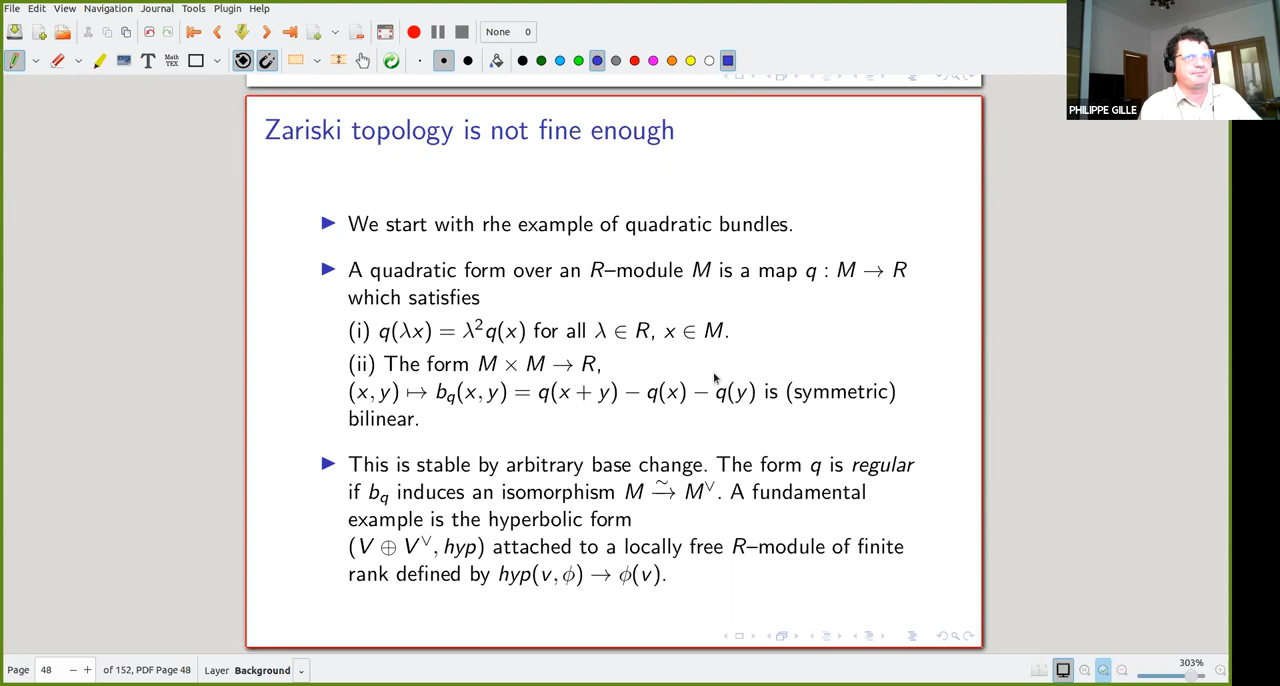 File Edit View Navigation Journal Tools Plugin Help
None 0
T Math TEX
PHILIPPE GILLE
Zariski topology is not fine enough
We start with rhe example of quadratic bundles.
A quadratic form over an R–module M is a map q : M → R
which satisfies
(i) q(λx) = λ²q(x) for all λ ∈ R, x ∈ M.
(ii) The form M × M → R,
(x, y) ↦ b_q(x, y) = q(x + y) − q(x) − q(y) is (symmetric)
bilinear.
This is stable by arbitrary base change. The form q is regular
if b_q induces an isomorphism M ⥲ M^∨. A fundamental
example is the hyperbolic form
(V ⊕ V^∨, hyp) attached to a locally free R–module of finite
rank defined by hyp(v, ϕ) → ϕ(v).
Page 48 − + of 152, PDF Page 48 Layer Background 303%